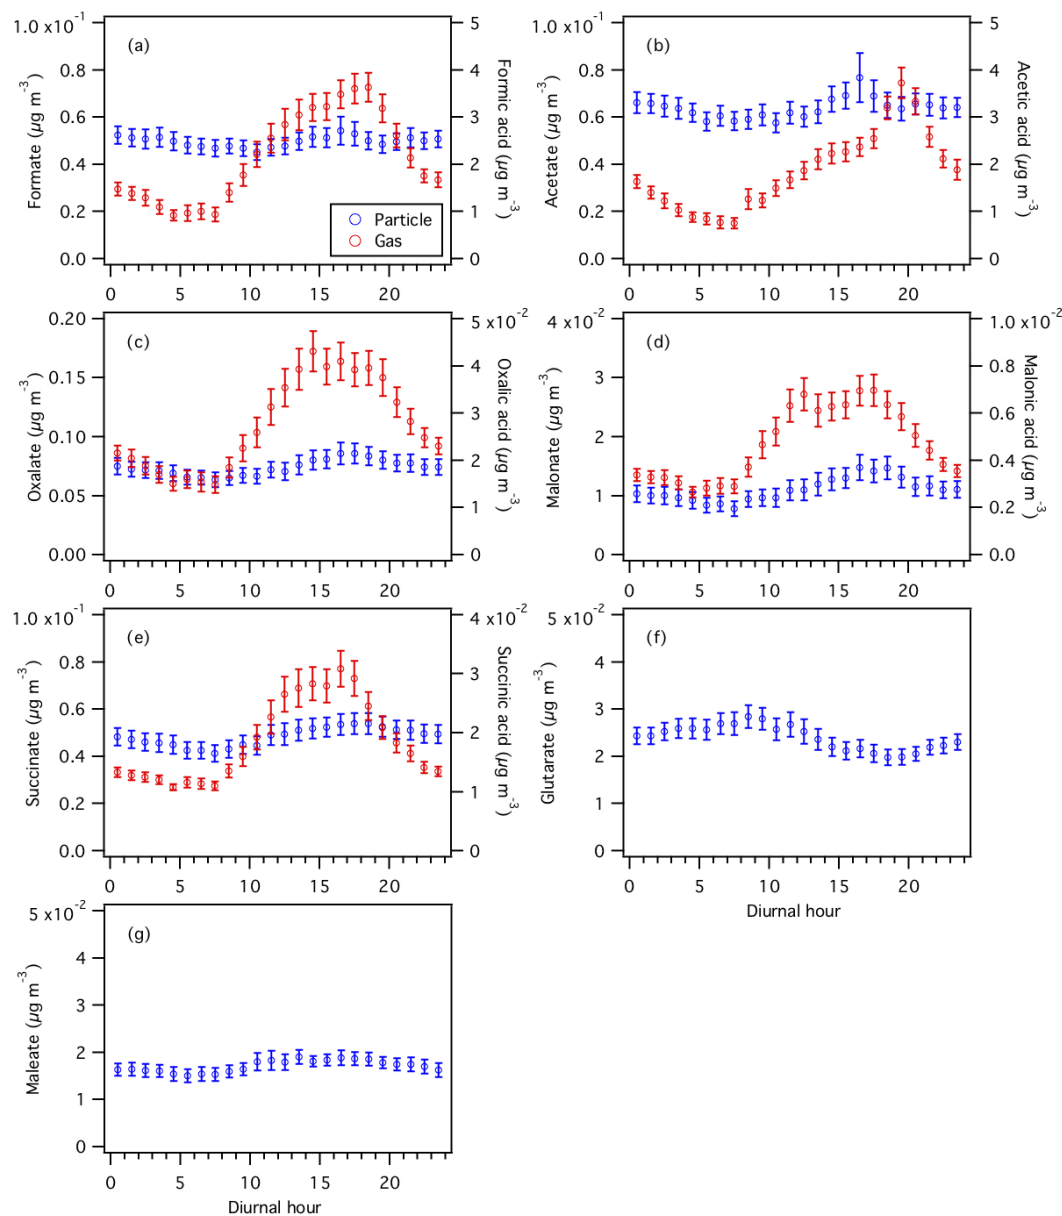 (a)
1.0 x10⁻¹
0.8
0.6
0.4
0.2
0.0
Formate (µg m⁻³)
5
4
3
2
1
0
Formic acid (µg m⁻³)
Particle
Gas
0 5 10 15 20
(b)
1.0 x10⁻¹
0.8
0.6
0.4
0.2
0.0
Acetate (µg m⁻³)
5
4
3
2
1
0
Acetic acid (µg m⁻³)
0 5 10 15 20
(c)
0.20
0.15
0.10
0.05
0.00
Oxalate (µg m⁻³)
5 x10⁻²
4
3
2
1
0
Oxalic acid (µg m⁻³)
0 5 10 15 20
(d)
4 x10⁻²
3
2
1
0
Malonate (µg m⁻³)
1.0 x10⁻²
0.8
0.6
0.4
0.2
0.0
Malonic acid (µg m⁻³)
0 5 10 15 20
(e)
1.0 x10⁻¹
0.8
0.6
0.4
0.2
0.0
Succinate (µg m⁻³)
4 x10⁻²
3
2
1
0
Succinic acid (µg m⁻³)
0 5 10 15 20
(f)
5 x10⁻²
4
3
2
1
0
Glutarate (µg m⁻³)
0 5 10 15 20
Diurnal hour
(g)
5 x10⁻²
4
3
2
1
0
Maleate (µg m⁻³)
0 5 10 15 20
Diurnal hour